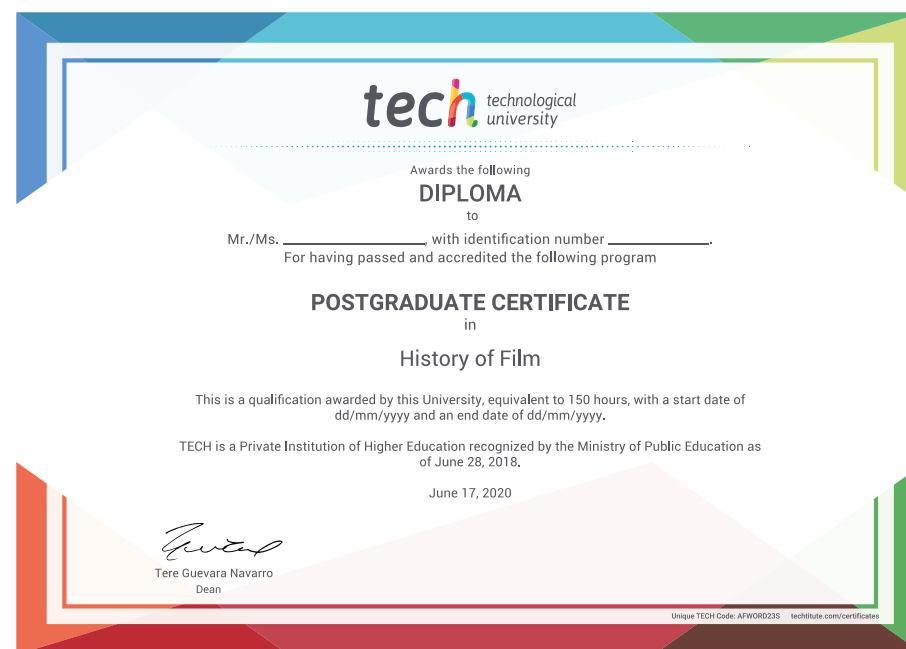 tech technological
university
Awards the following
DIPLOMA
to
Mr./Ms. ____________________, with identification number ______________.
For having passed and accredited the following program
POSTGRADUATE CERTIFICATE
in
History of Film
This is a qualification awarded by this University, equivalent to 150 hours, with a start date of
dd/mm/yyyy and an end date of dd/mm/yyyy.
TECH is a Private Institution of Higher Education recognized by the Ministry of Public Education as
of June 28, 2018.
June 17, 2020
Tere Guevara Navarro
Dean
Unique TECH Code: AFWORD23S techtitute.com/certificates